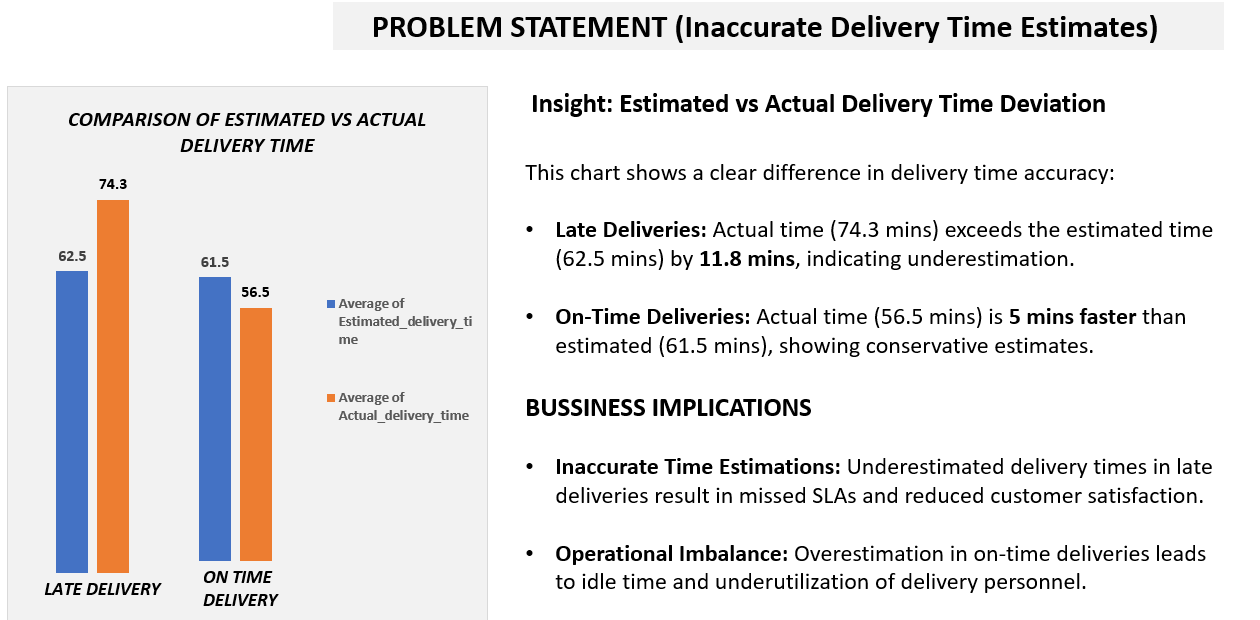 PROBLEM STATEMENT (Inaccurate Delivery Time Estimates)
COMPARISON OF ESTIMATED VS ACTUAL
DELIVERY TIME
74.3
62.5
61.5
56.5
Average of
Estimated_delivery_ti
me
Average of
Actual_delivery_time
LATE DELIVERY
ON TIME
DELIVERY
Insight: Estimated vs Actual Delivery Time Deviation
This chart shows a clear difference in delivery time accuracy:
• Late Deliveries: Actual time (74.3 mins) exceeds the estimated time
(62.5 mins) by 11.8 mins, indicating underestimation.
• On-Time Deliveries: Actual time (56.5 mins) is 5 mins faster than
estimated (61.5 mins), showing conservative estimates.
BUSSINESS IMPLICATIONS
• Inaccurate Time Estimations: Underestimated delivery times in late
deliveries result in missed SLAs and reduced customer satisfaction.
• Operational Imbalance: Overestimation in on-time deliveries leads
to idle time and underutilization of delivery personnel.